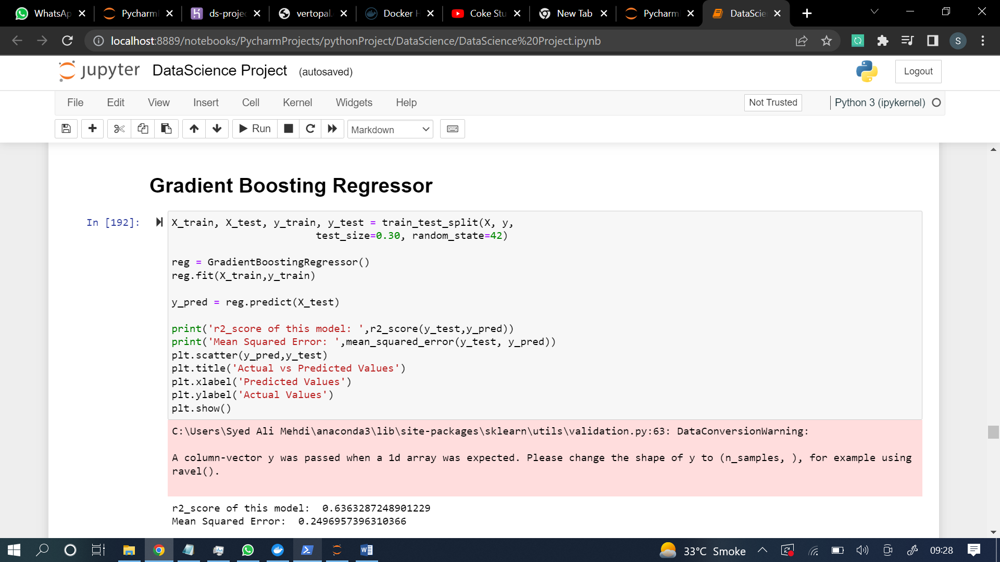 WhatsAp
Pycharm
ds-projec
vertopal.
Docker H
Coke Stu
New Tab
Pycharm
DataScie
localhost:8889/notebooks/PycharmProjects/pythonProject/DataScience/DataScience%20Project.ipynb
S
jupyter DataScience Project (autosaved)
Logout
File Edit View Insert Cell Kernel Widgets Help
Not Trusted
Python 3 (ipykernel)
Run
Markdown
Gradient Boosting Regressor
In [192]:
X_train, X_test, y_train, y_test = train_test_split(X, y,
test_size=0.30, random_state=42)
reg = GradientBoostingRegressor()
reg.fit(X_train,y_train)
y_pred = reg.predict(X_test)
print('r2_score of this model: ',r2_score(y_test,y_pred))
print('Mean Squared Error: ',mean_squared_error(y_test, y_pred))
plt.scatter(y_pred,y_test)
plt.title('Actual vs Predicted Values')
plt.xlabel('Predicted Values')
plt.ylabel('Actual Values')
plt.show()
C:\Users\Syed Ali Mehdi\anaconda3\lib\site-packages\sklearn\utils\validation.py:63: DataConversionWarning:
A column-vector y was passed when a 1d array was expected. Please change the shape of y to (n_samples, ), for example using
ravel().
r2_score of this model:  0.6363287248901229
Mean Squared Error:  0.2496957396310366
33°C Smoke
09:28